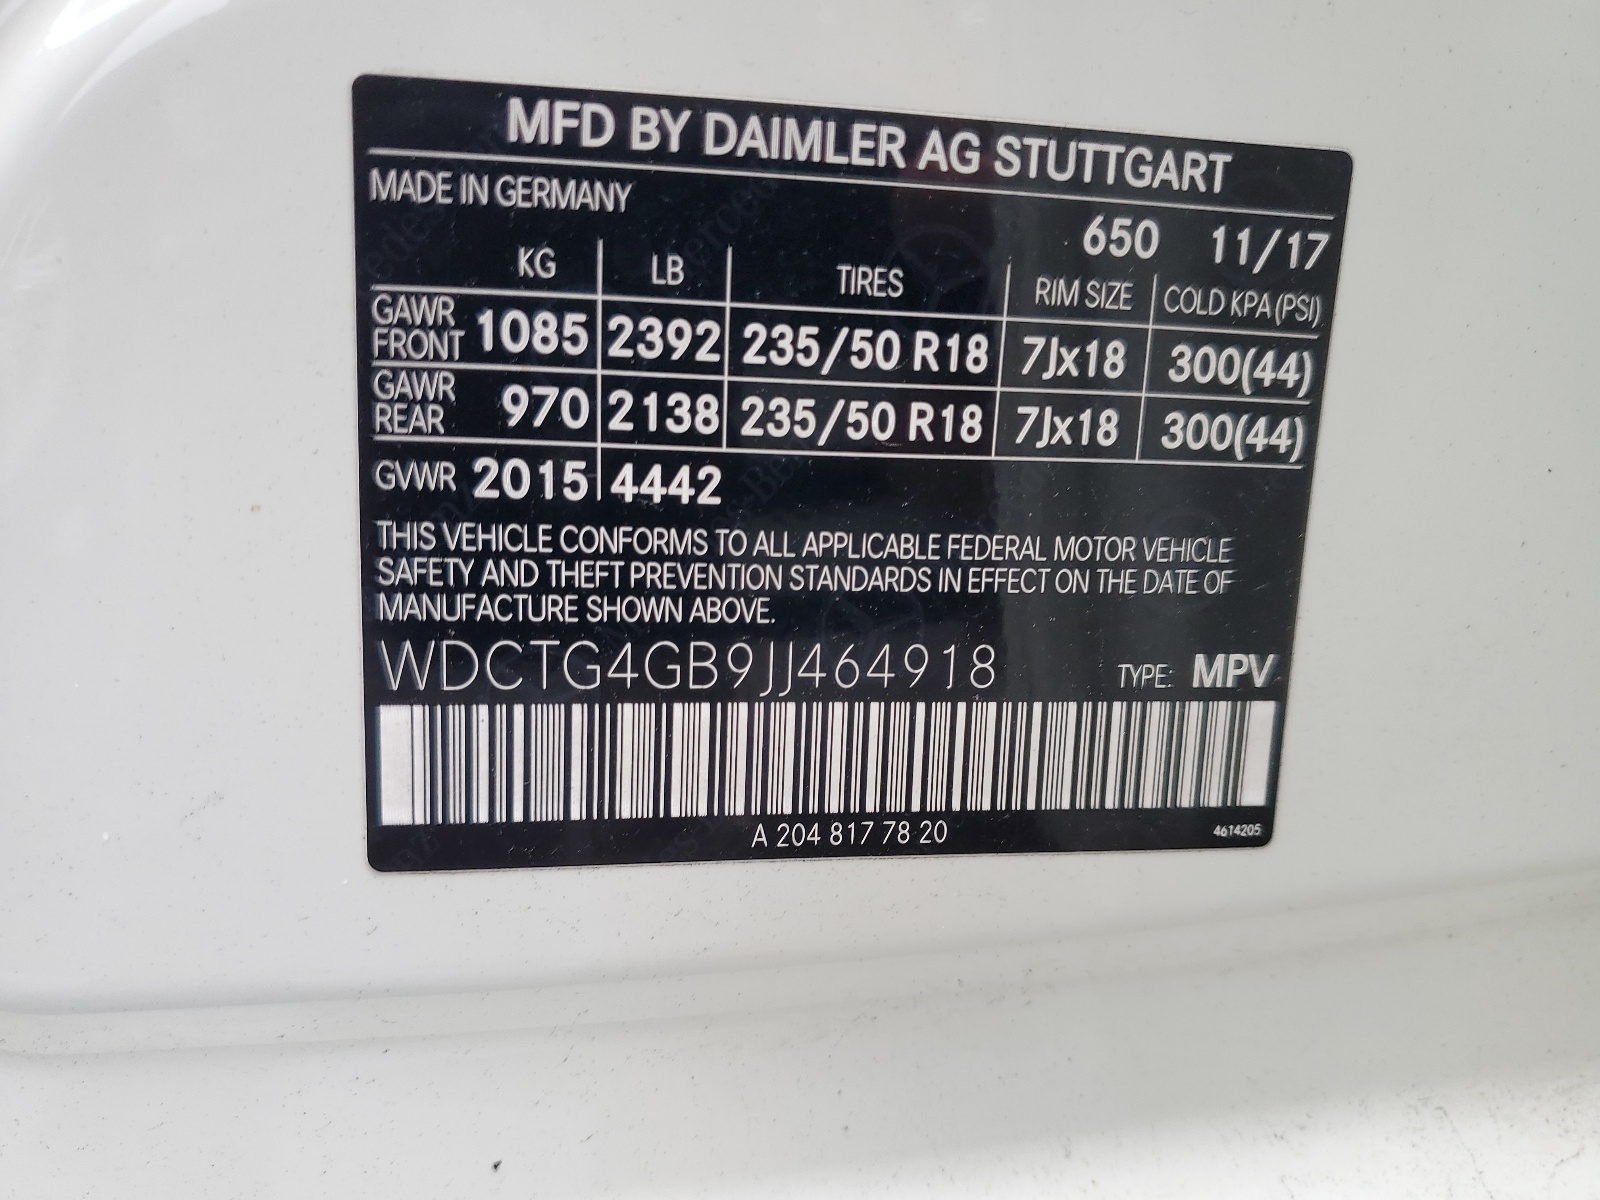 MFD BY DAIMLER AG STUTTGART
MADE IN GERMANY
650 11/17
KG LB TIRES RIM SIZE COLD KPA (PSI)
GAWR FRONT 1085 2392 235/50 R18 7Jx18 300(44)
GAWR REAR 970 2138 235/50 R18 7Jx18 300(44)
GVWR 2015 4442
THIS VEHICLE CONFORMS TO ALL APPLICABLE FEDERAL MOTOR VEHICLE
SAFETY AND THEFT PREVENTION STANDARDS IN EFFECT ON THE DATE OF
MANUFACTURE SHOWN ABOVE.
WDCTG4GB9JJ464918 TYPE: MPV
A 204 817 78 20
4614205